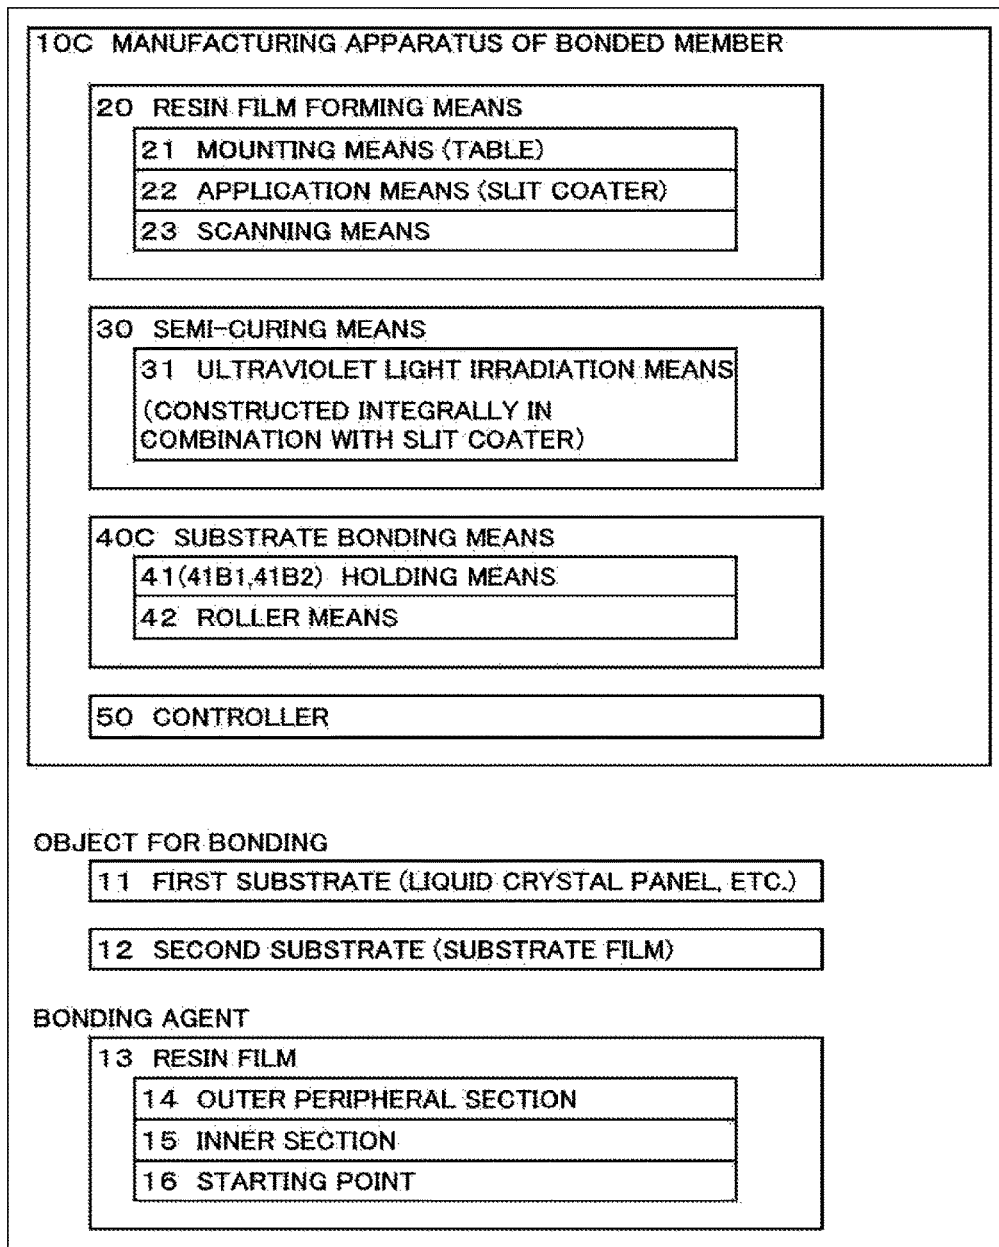 10C MANUFACTURING APPARATUS OF BONDED MEMBER
20 RESIN FILM FORMING MEANS
21 MOUNTING MEANS (TABLE)
22 APPLICATION MEANS (SLIT COATER)
23 SCANNING MEANS
30 SEMI-CURING MEANS
31 ULTRAVIOLET LIGHT IRRADIATION MEANS
(CONSTRUCTED INTEGRALLY IN
COMBINATION WITH SLIT COATER)
40C SUBSTRATE BONDING MEANS
41(41B1,41B2) HOLDING MEANS
42 ROLLER MEANS
50 CONTROLLER
OBJECT FOR BONDING
11 FIRST SUBSTRATE (LIQUID CRYSTAL PANEL, ETC.)
12 SECOND SUBSTRATE (SUBSTRATE FILM)
BONDING AGENT
13 RESIN FILM
14 OUTER PERIPHERAL SECTION
15 INNER SECTION
16 STARTING POINT